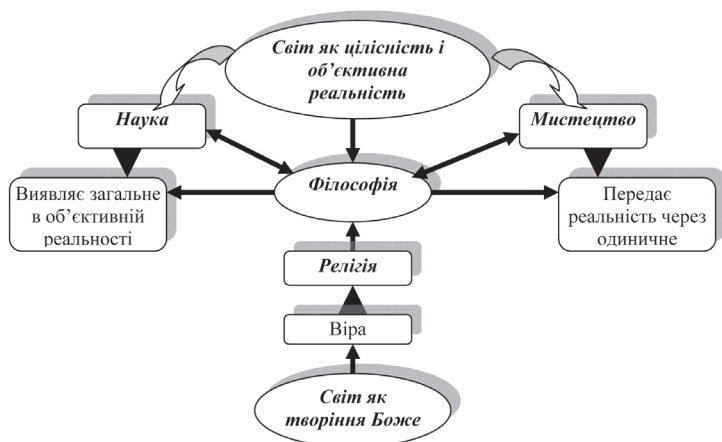 Світ як цілісність і
об’єктивна
реальність
Наука
Мистецтво
Філософія
Виявляє загальне
в об’єктивній
реальності
Передає
реальність через
одиничне
Релігія
Віра
Світ як
творіння Боже